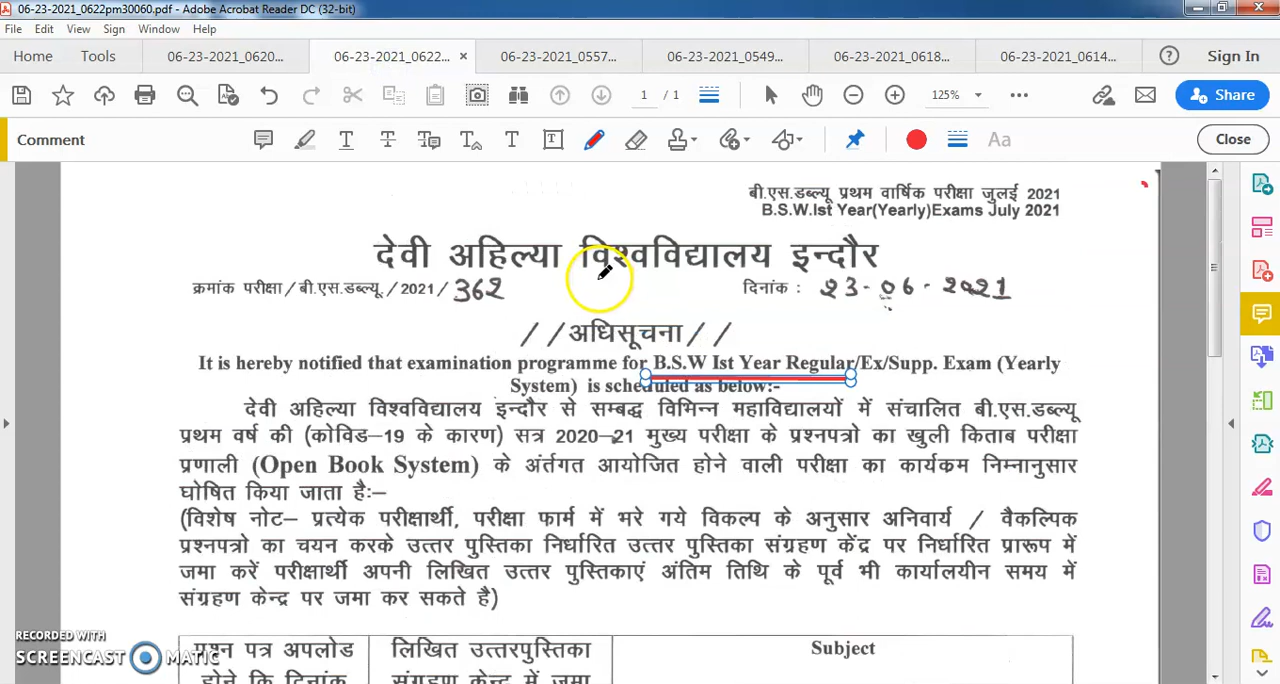 06-23-2021_0622pm30060.pdf - Adobe Acrobat Reader DC (32-bit)
File Edit View Sign Window Help
Home Tools 06-23-2021_0620... 06-23-2021_0622... × 06-23-2021_0557... 06-23-2021_0549... 06-23-2021_0618... 06-23-2021_0614... Sign In
1 / 1 125% Share
Comment Aa Close
बी.एस.डब्ल्यू प्रथम वार्षिक परीक्षा जुलई 2021
B.S.W.Ist Year(Yearly)Exams July 2021
देवी अहिल्या विश्वविद्यालय इन्दौर
क्रमांक परीक्षा / बी.एस.डब्ल्यू. / 2021 / 362 दिनांक : 23-06-2021
/ / अधिसूचना / /
It is hereby notified that examination programme for B.S.W Ist Year Regular/Ex/Supp. Exam (Yearly
System) is scheduled as below:-
देवी अहिल्या विश्वविद्यालय इन्दौर से सम्बद्ध विभिन्न महाविद्यालयों में संचालित बी.एस.डब्ल्यू
प्रथम वर्ष की (कोविड–19 के कारण) सत्र 2020–21 मुख्य परीक्षा के प्रश्नपत्रो का खुली किताब परीक्षा
प्रणाली (Open Book System) के अंर्तगत आयोजित होने वाली परीक्षा का कार्यकम निम्नानुसार
घोषित किया जाता है:–
(विशेष नोट– प्रत्येक परीक्षार्थी, परीक्षा फार्म में भरे गये विकल्प के अनुसार अनिवार्य / वैकल्पिक
प्रश्नपत्रो का चयन करके उत्तर पुस्तिका निर्धारित उत्तर पुस्तिका संग्रहण केंद्र पर निर्धारित प्रारूप में
जमा करें परीक्षार्थी अपनी लिखित उत्तर पुस्तिकाएं अंतिम तिथि के पूर्व भी कार्यालयीन समय में
संग्रहण केन्द्र पर जमा कर सकते है)
प्रश्न पत्र अपलोड लिखित उत्तरपुस्तिका Subject
होने कि दिनांक संग्रहण केन्द्र में जमा
RECORDED WITH
SCREENCAST MATIC